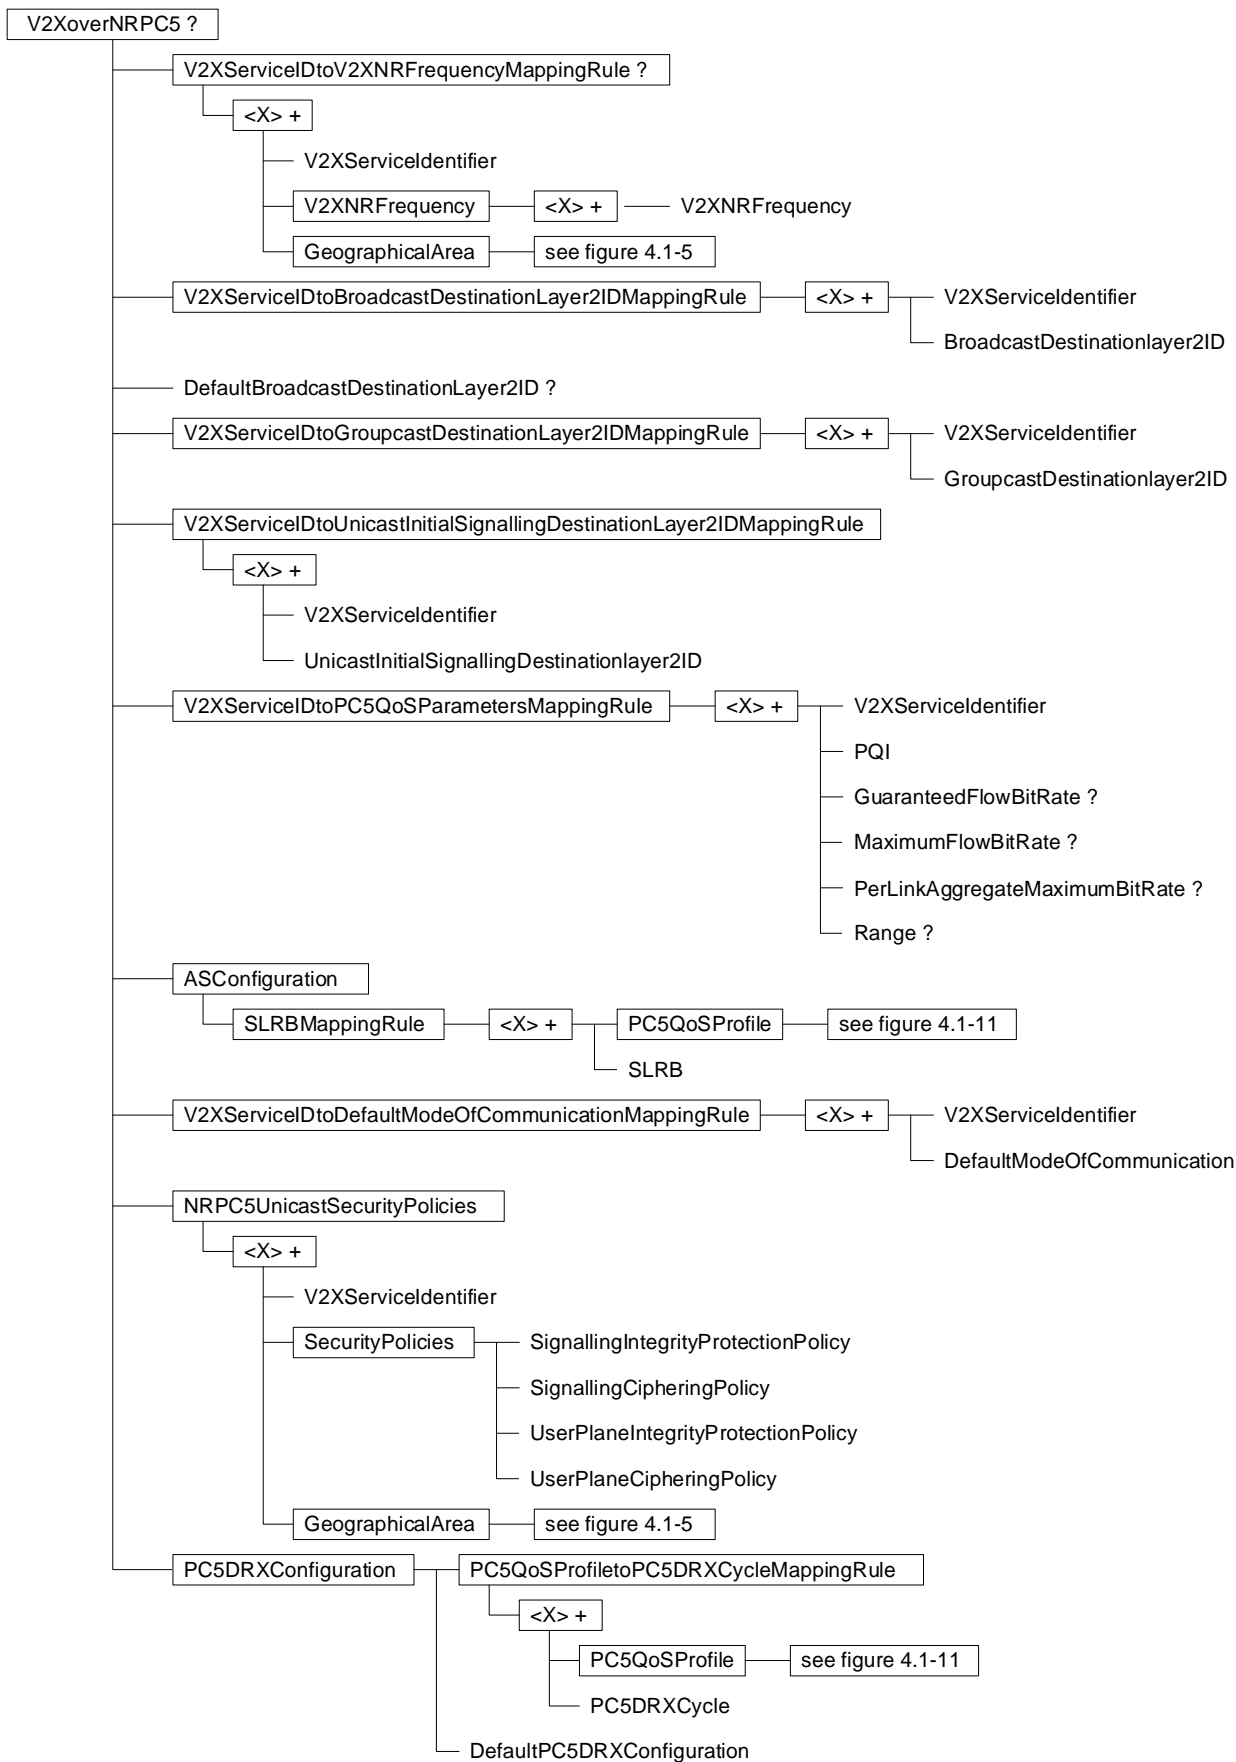 V2XoverNRPC5 ?
V2XServiceIDtoV2XNRFrequencyMappingRule ?
<X> +
V2XServiceIdentifier
V2XNRFrequency <X> + V2XNRFrequency
GeographicalArea see figure 4.1-5
V2XServiceIDtoBroadcastDestinationLayer2IDMappingRule <X> + V2XServiceIdentifier
BroadcastDestinationlayer2ID
DefaultBroadcastDestinationLayer2ID ?
V2XServiceIDtoGroupcastDestinationLayer2IDMappingRule <X> + V2XServiceIdentifier
GroupcastDestinationlayer2ID
V2XServiceIDtoUnicastInitialSignallingDestinationLayer2IDMappingRule
<X> +
V2XServiceIdentifier
UnicastInitialSignallingDestinationlayer2ID
V2XServiceIDtoPC5QoSParametersMappingRule <X> + V2XServiceIdentifier
PQI
GuaranteedFlowBitRate ?
MaximumFlowBitRate ?
PerLinkAggregateMaximumBitRate ?
Range ?
ASConfiguration
SLRBMappingRule <X> + PC5QoSProfile see figure 4.1-11
SLRB
V2XServiceIDtoDefaultModeOfCommunicationMappingRule <X> + V2XServiceIdentifier
DefaultModeOfCommunication
NRPC5UnicastSecurityPolicies
<X> +
V2XServiceIdentifier
SecurityPolicies SignallingIntegrityProtectionPolicy
SignallingCipheringPolicy
UserPlaneIntegrityProtectionPolicy
UserPlaneCipheringPolicy
GeographicalArea see figure 4.1-5
PC5DRXConfiguration PC5QoSProfiletoPC5DRXCycleMappingRule
<X> +
PC5QoSProfile see figure 4.1-11
PC5DRXCycle
DefaultPC5DRXConfiguration